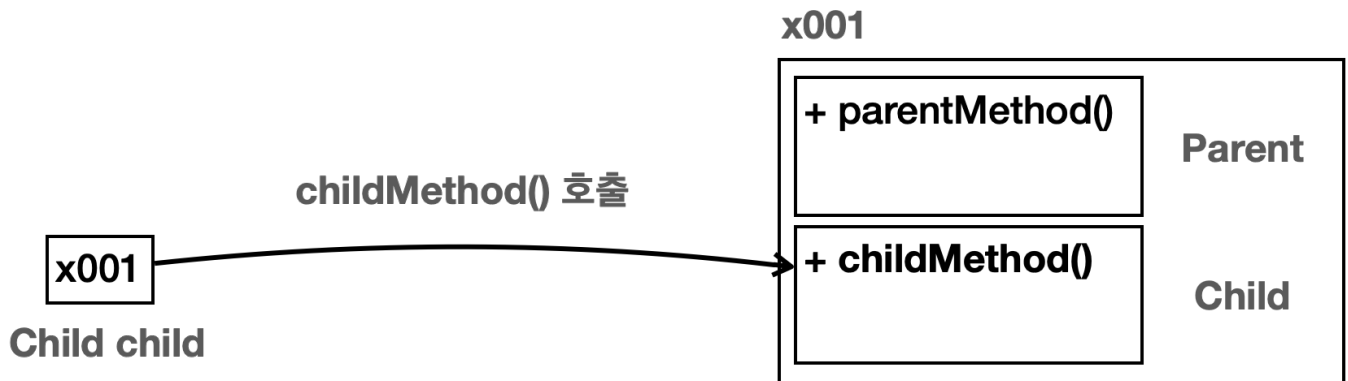 x001
+ parentMethod()
Parent
childMethod() 호출
x001
+ childMethod()
Child
Child child